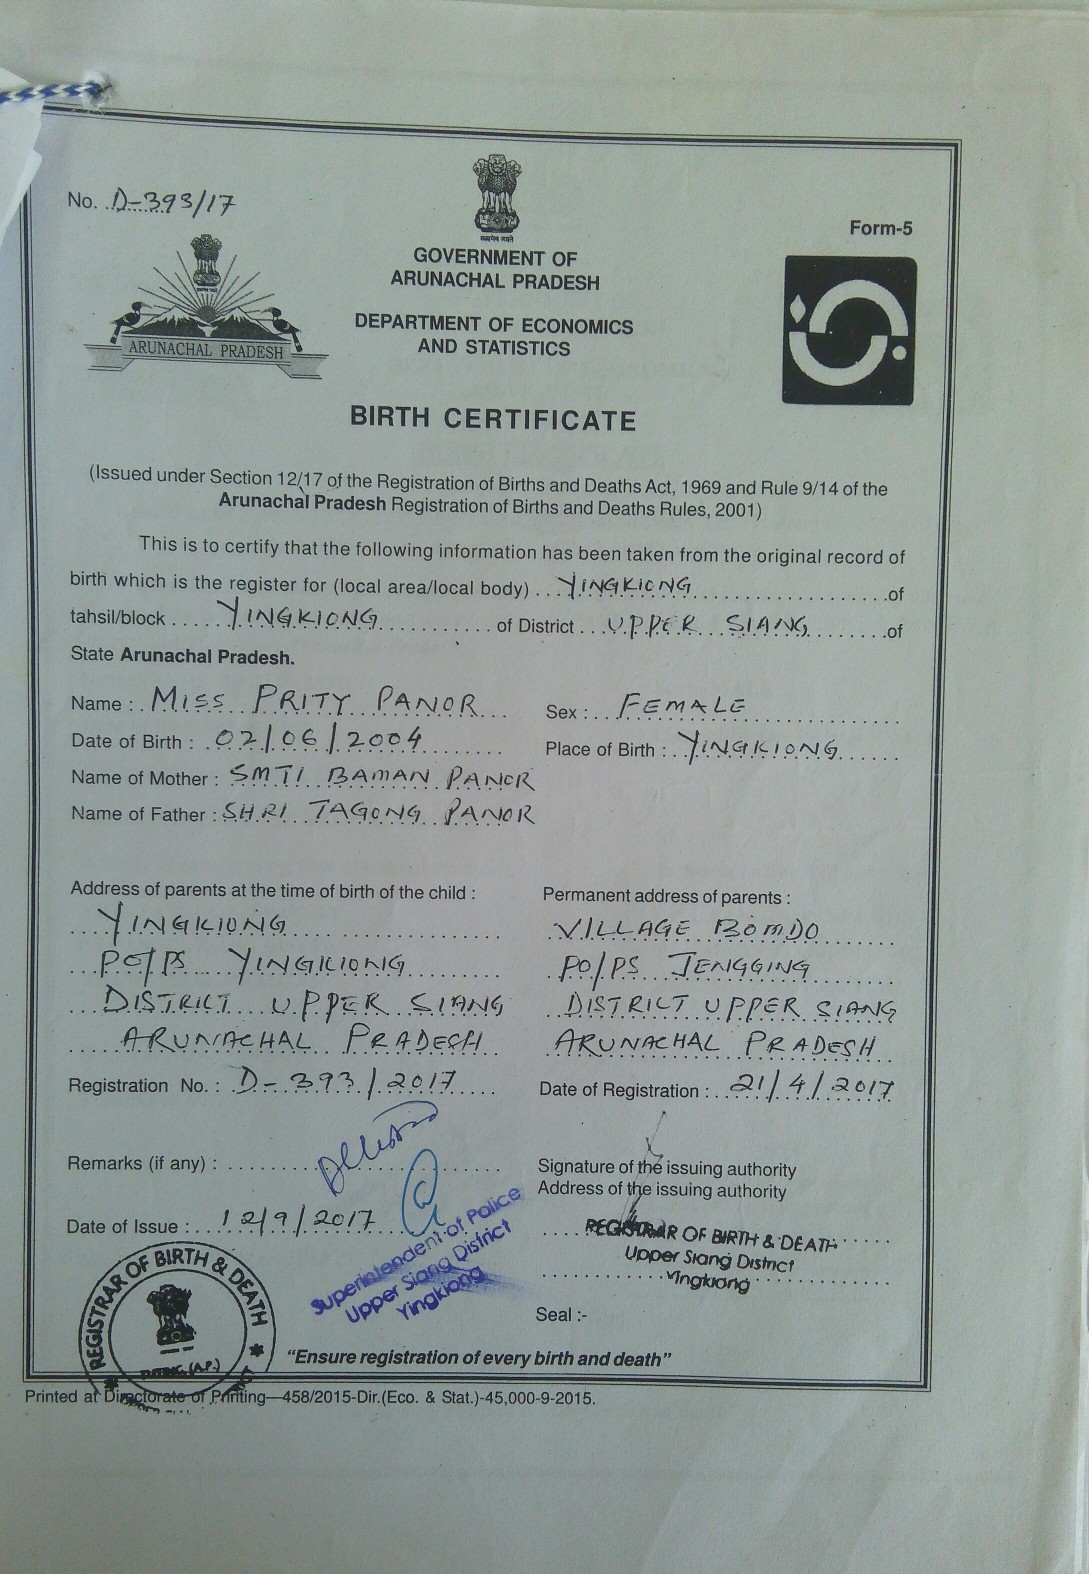 No. D-393/17
सत्यमेव जयते
Form-5
GOVERNMENT OF
ARUNACHAL PRADESH
ARUNACHAL PRADESH
DEPARTMENT OF ECONOMICS
AND STATISTICS
BIRTH CERTIFICATE
(Issued under Section 12/17 of the Registration of Births and Deaths Act, 1969 and Rule 9/14 of the
Arunachal Pradesh Registration of Births and Deaths Rules, 2001)
This is to certify that the following information has been taken from the original record of
birth which is the register for (local area/local body) YINGKIONG of
tahsil/block YINGKIONG of District UPPER SIANG of
State Arunachal Pradesh.
Name : MISS PRITY PANOR Sex : FEMALE
Date of Birth : 02/06/2004 Place of Birth : YINGKIONG
Name of Mother : SMTI BAMAN PANOR
Name of Father : SHRI TAGONG PANOR
Address of parents at the time of birth of the child :
YINGKIONG
PO/PS YINGKIONG
DISTRICT UPPER SIANG
ARUNACHAL PRADESH
Permanent address of parents :
VILLAGE BOMDO
PO/PS JENGGING
DISTRICT UPPER SIANG
ARUNACHAL PRADESH
Registration No. : D-393/2017 Date of Registration : 21/4/2017
Remarks (if any) :
Date of Issue : 12/9/2017
Superintendent of Police
Upper Siang District
Yingkiong
Signature of the issuing authority
Address of the issuing authority
REGISTRAR OF BIRTH & DEATH
Upper Siang District
Yingkiong
Seal :-
REGISTRAR OF BIRTH & DEATH
(A.P.)
"Ensure registration of every birth and death"
Printed at Directorate of Printing—458/2015-Dir.(Eco. & Stat.)-45,000-9-2015.